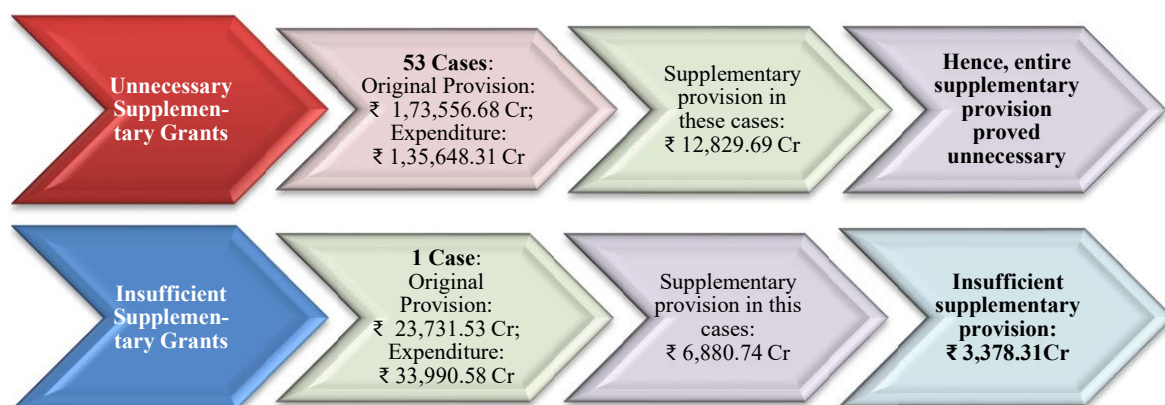 Unnecessary
Supplemen-
tary Grants
53 Cases:
Original Provision:
₹ 1,73,556.68 Cr;
Expenditure:
₹ 1,35,648.31 Cr
Supplementary
provision in
these cases:
₹ 12,829.69 Cr
Hence, entire
supplementary
provision
proved
unnecessary
Insufficient
Supplemen-
tary Grants
1 Case:
Original
Provision:
₹ 23,731.53 Cr;
Expenditure:
₹ 33,990.58 Cr
Supplementary
provision in this
cases:
₹ 6,880.74 Cr
Insufficient
supplementary
provision:
₹ 3,378.31Cr